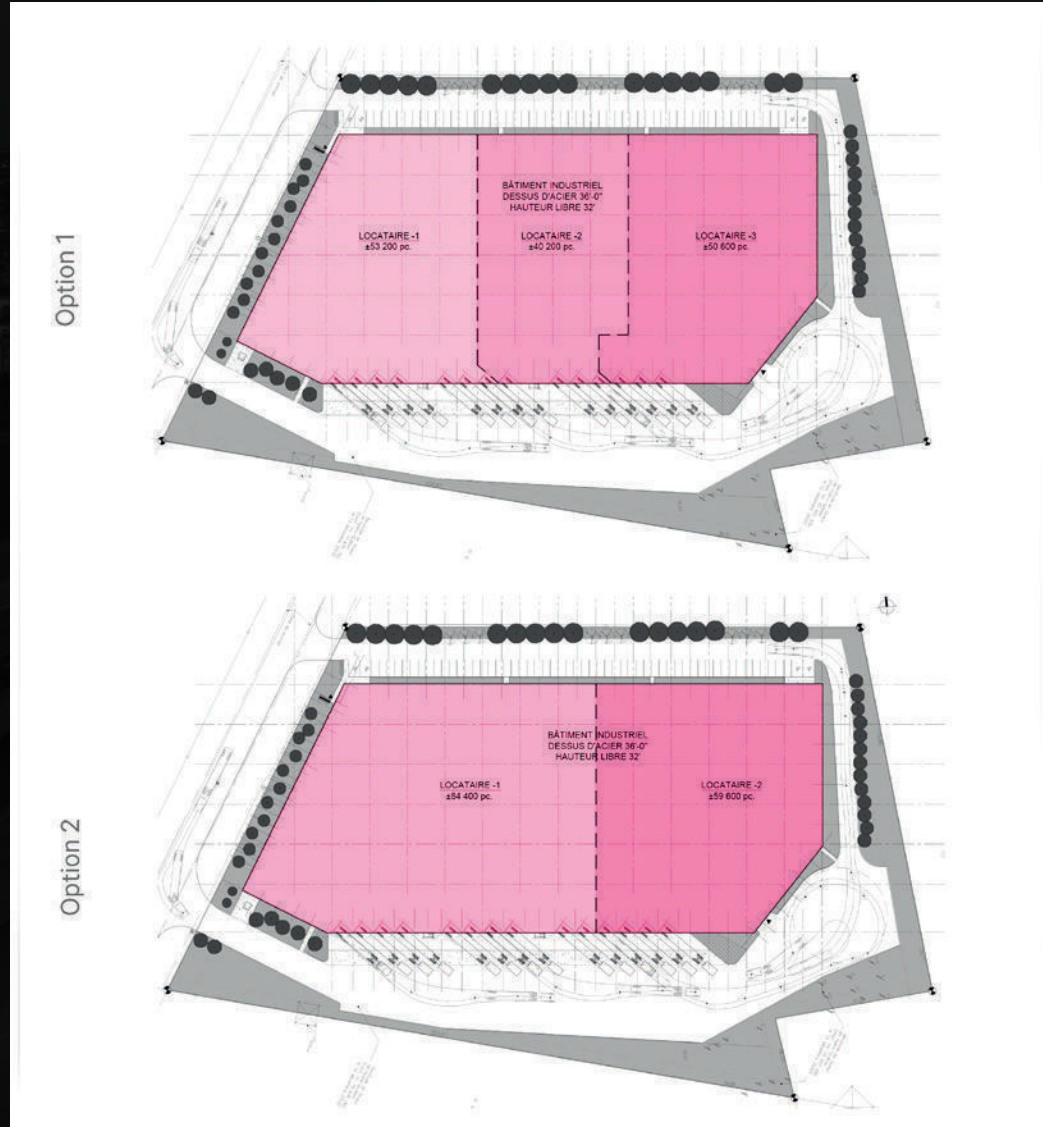 Option 1
BÂTIMENT INDUSTRIEL
DESSUS D'ACIER 36'-0"
HAUTEUR LIBRE 32'
LOCATAIRE -1
±53 200 pc.
LOCATAIRE -2
±40 200 pc.
LOCATAIRE -3
±50 600 pc.
Option 2
BÂTIMENT INDUSTRIEL
DESSUS D'ACIER 36'-0"
HAUTEUR LIBRE 32'
LOCATAIRE -1
±84 400 pc.
LOCATAIRE -2
±59 600 pc.